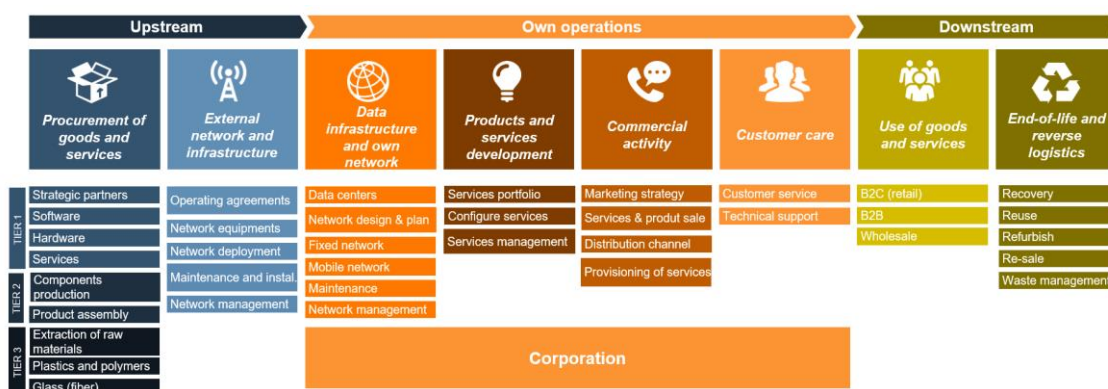 Upstream
Own operations
Downstream
Procurement of
goods and
services
External
network and
infrastructure
Data
infrastructure
and own
network
Products and
services
development
Commercial
activity
Customer care
Use of goods
and services
End-of-life and
reverse
logistics
TIER 1
Strategic partners
Software
Hardware
Services
TIER 2
Components
production
Product assembly
TIER 3
Extraction of raw
materials
Plastics and polymers
Glass (fiber)
Operating agreements
Network equipments
Network deployment
Maintenance and instal.
Network management
Data centers
Network design & plan
Fixed network
Mobile network
Maintenance
Network management
Services portfolio
Configure services
Services management
Marketing strategy
Services & produt sale
Distribution channel
Provisioning of services
Customer service
Technical support
B2C (retail)
B2B
Wholesale
Recovery
Reuse
Refurbish
Re-sale
Waste management
Corporation